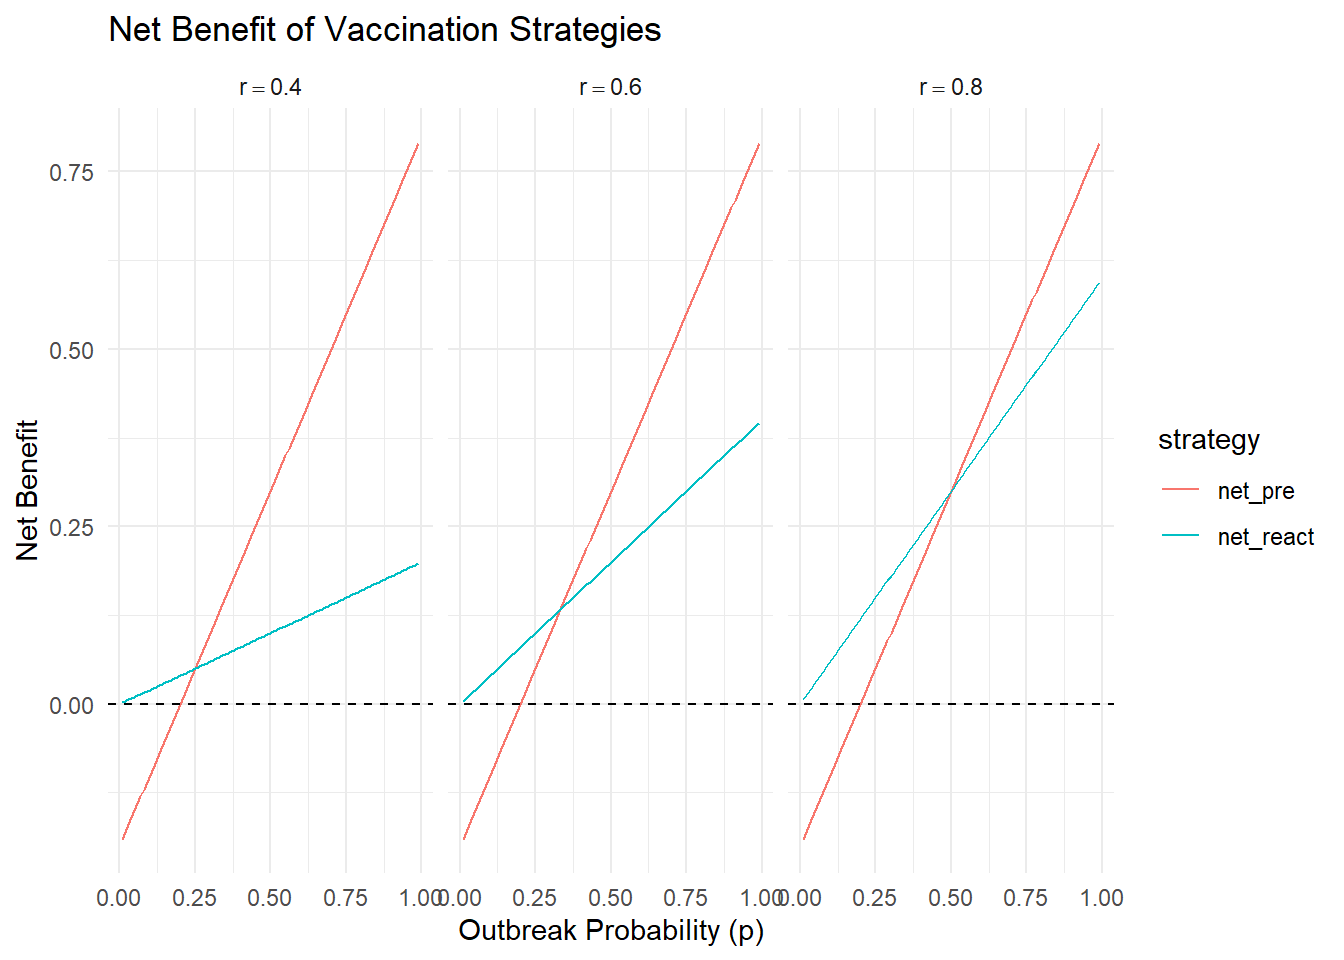 Net Benefit of Vaccination Strategies
r = 0.4
r = 0.6
r = 0.8
Net Benefit
0.75
0.50
0.25
0.00
0.00 0.25 0.50 0.75 1.00
0.00 0.25 0.50 0.75 1.00
0.00 0.25 0.50 0.75 1.00
Outbreak Probability (p)
strategy
net_pre
net_react